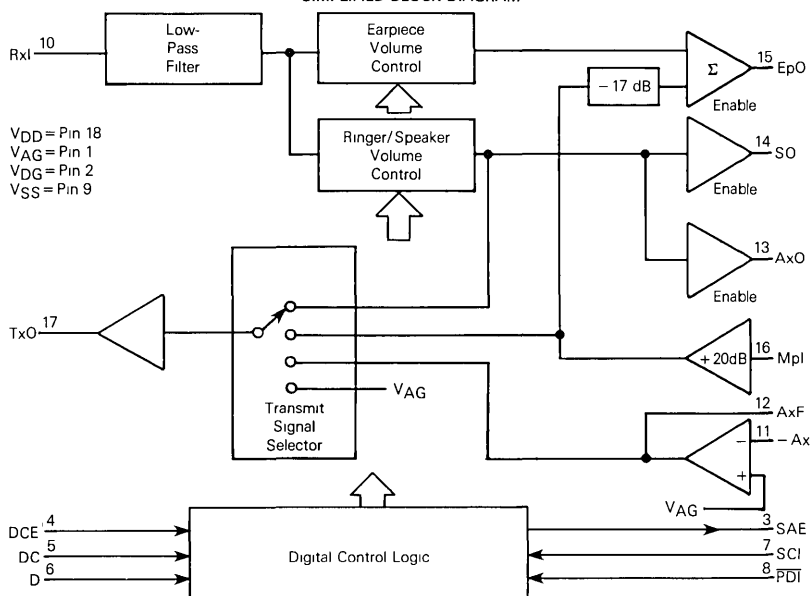 SIMPLIFIED BLOCK DIAGRAM
RxI 10
Low-
Pass
Filter
Earpiece
Volume
Control
Σ
Enable
15 EpO
−17 dB
VDD = Pin 18
VAG = Pin 1
VDG = Pin 2
VSS = Pin 9
Ringer/Speaker
Volume
Control
14 SO
Enable
13 AxO
Enable
TxO 17
VAG
Transmit
Signal
Selector
+20dB
16 MpI
12 AxF
11 −Ax
−
+
VAG
DCE 4
DC 5
D 6
Digital Control Logic
3 SAE
7 SCI
8 PDI